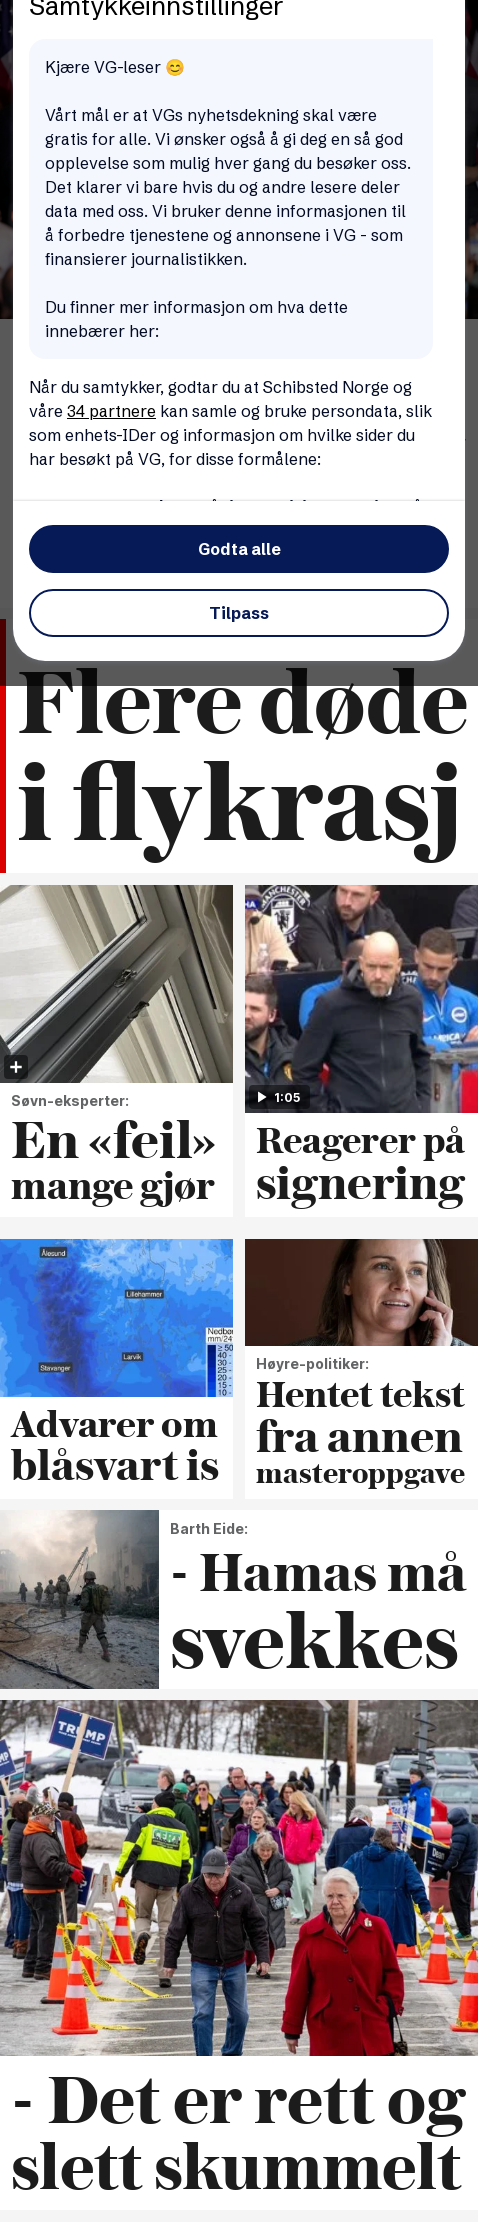 Samtykkeinnstillinger
Kjære VG-leser 😊
Vårt mål er at VGs nyhetsdekning skal være
gratis for alle. Vi ønsker også å gi deg en så god
opplevelse som mulig hver gang du besøker oss.
Det klarer vi bare hvis du og andre lesere deler
data med oss. Vi bruker denne informasjonen til
å forbedre tjenestene og annonsene i VG - som
finansierer journalistikken.
Du finner mer informasjon om hva dette
innebærer her:
Når du samtykker, godtar du at Schibsted Norge og
våre 34 partnere kan samle og bruke persondata, slik
som enhets-IDer og informasjon om hvilke sider du
har besøkt på VG, for disse formålene:
Godta alle
Tilpass
Flere døde
i flykrasj
MANCHESTER
1:05
Søvn-eksperter:
En «feil»
mange gjør
Reagerer på
signering
Ålesund
Lillehammer
Larvik
Stavanger
Nedbør
mm/24
≥ 50
40 -
30 -
25 -
20 -
15 -
10 -
Advarer om
blåsvart is
Høyre-politiker:
Hentet tekst
fra annen
masteroppgave
Barth Eide:
- Hamas må
svekkes
TRUMP
CERT
Dean
- Det er rett og
slett skummelt